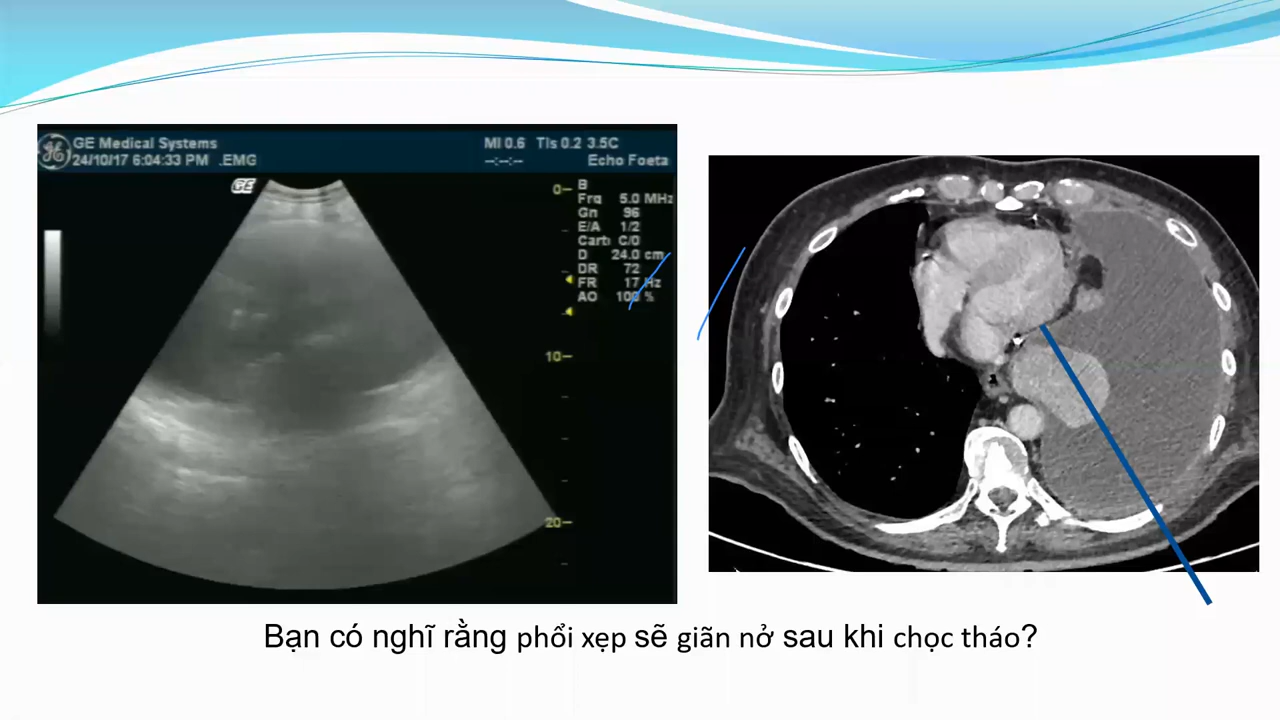 GE Medical Systems
24/10/17 6:04:33 PM .EMG
MI 0.6 TIs 0.2 3.5C
--:--:-- Echo Foeta
GE
0
B
Frq 5.0 MHz
Gn 96
E/A 1/2
C/0
D 24.0 cm
DR 72
FR 17 Hz
AO 100 %
10
20
Bạn có nghĩ rằng phổi xẹp sẽ giãn nở sau khi chọc tháo?